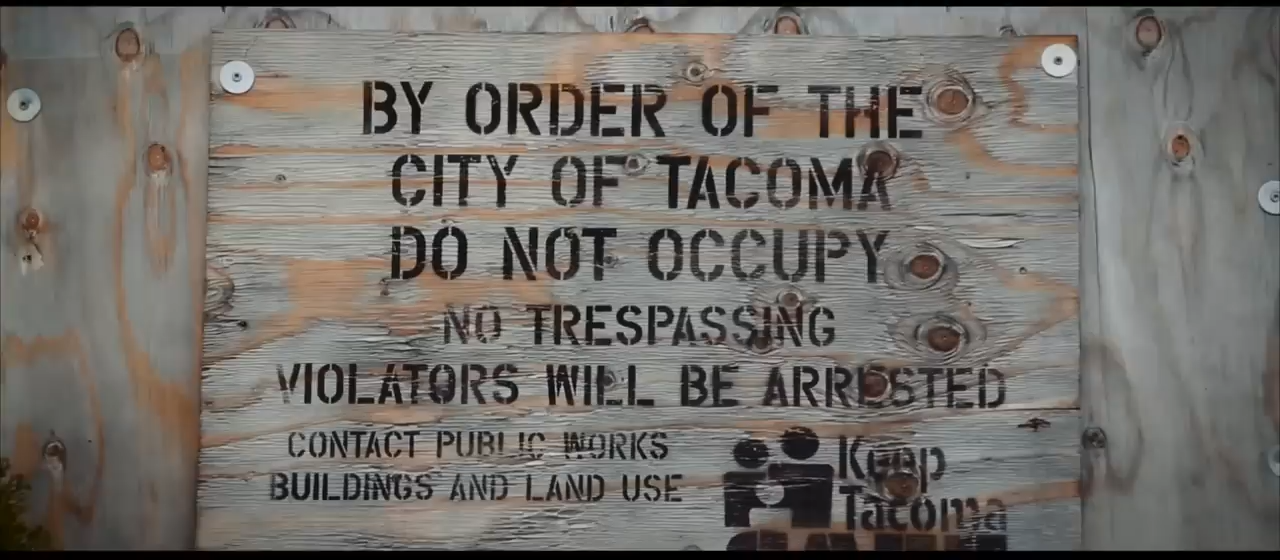 BY ORDER OF THE
CITY OF TACOMA
DO NOT OCCUPY
NO TRESPASSING
VIOLATORS WILL BE ARRESTED
CONTACT PUBLIC WORKS
BUILDINGS AND LAND USE
Keep
Tacoma